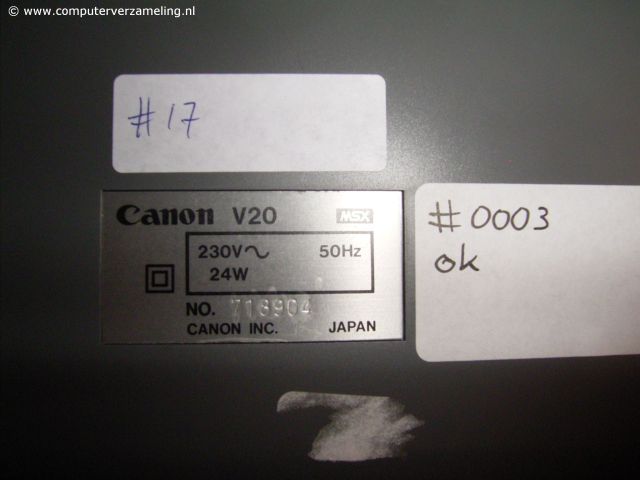 © www.computerverzameling.nl
#17
Canon V20 MSX
230V~ 50Hz
24W
NO. 713904
CANON INC. JAPAN
#0003
ok